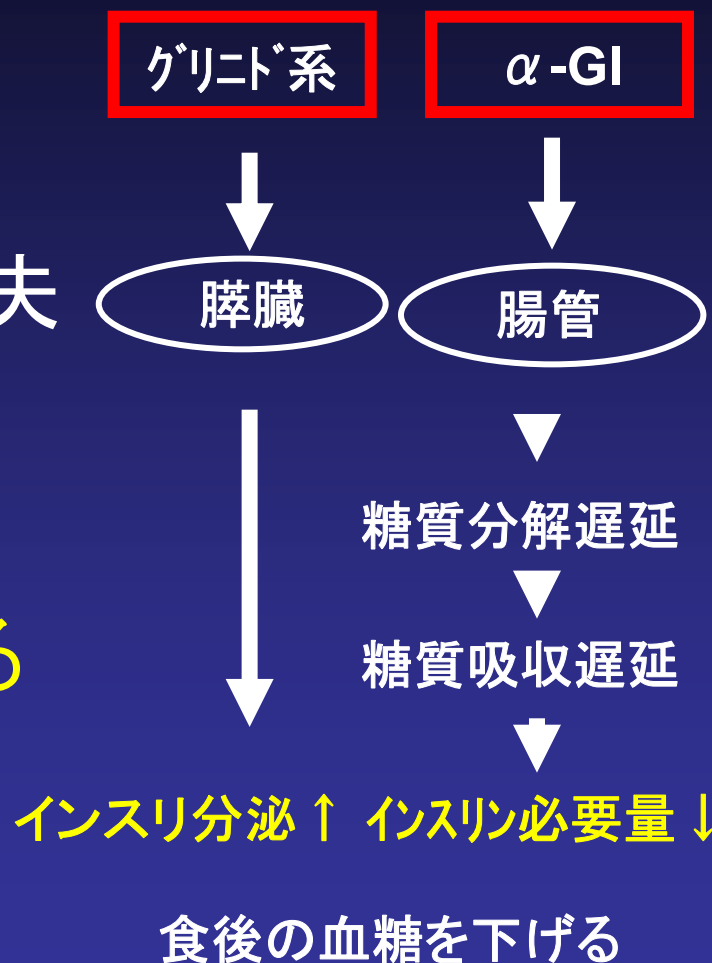 ｸﾞﾘﾆﾄﾞ系 α-GI
夫 膵臓 腸管
糖質分解遅延
る 糖質吸収遅延
インスリ分泌↑ ｲﾝｽﾘﾝ必要量↓
食後の血糖を下げる